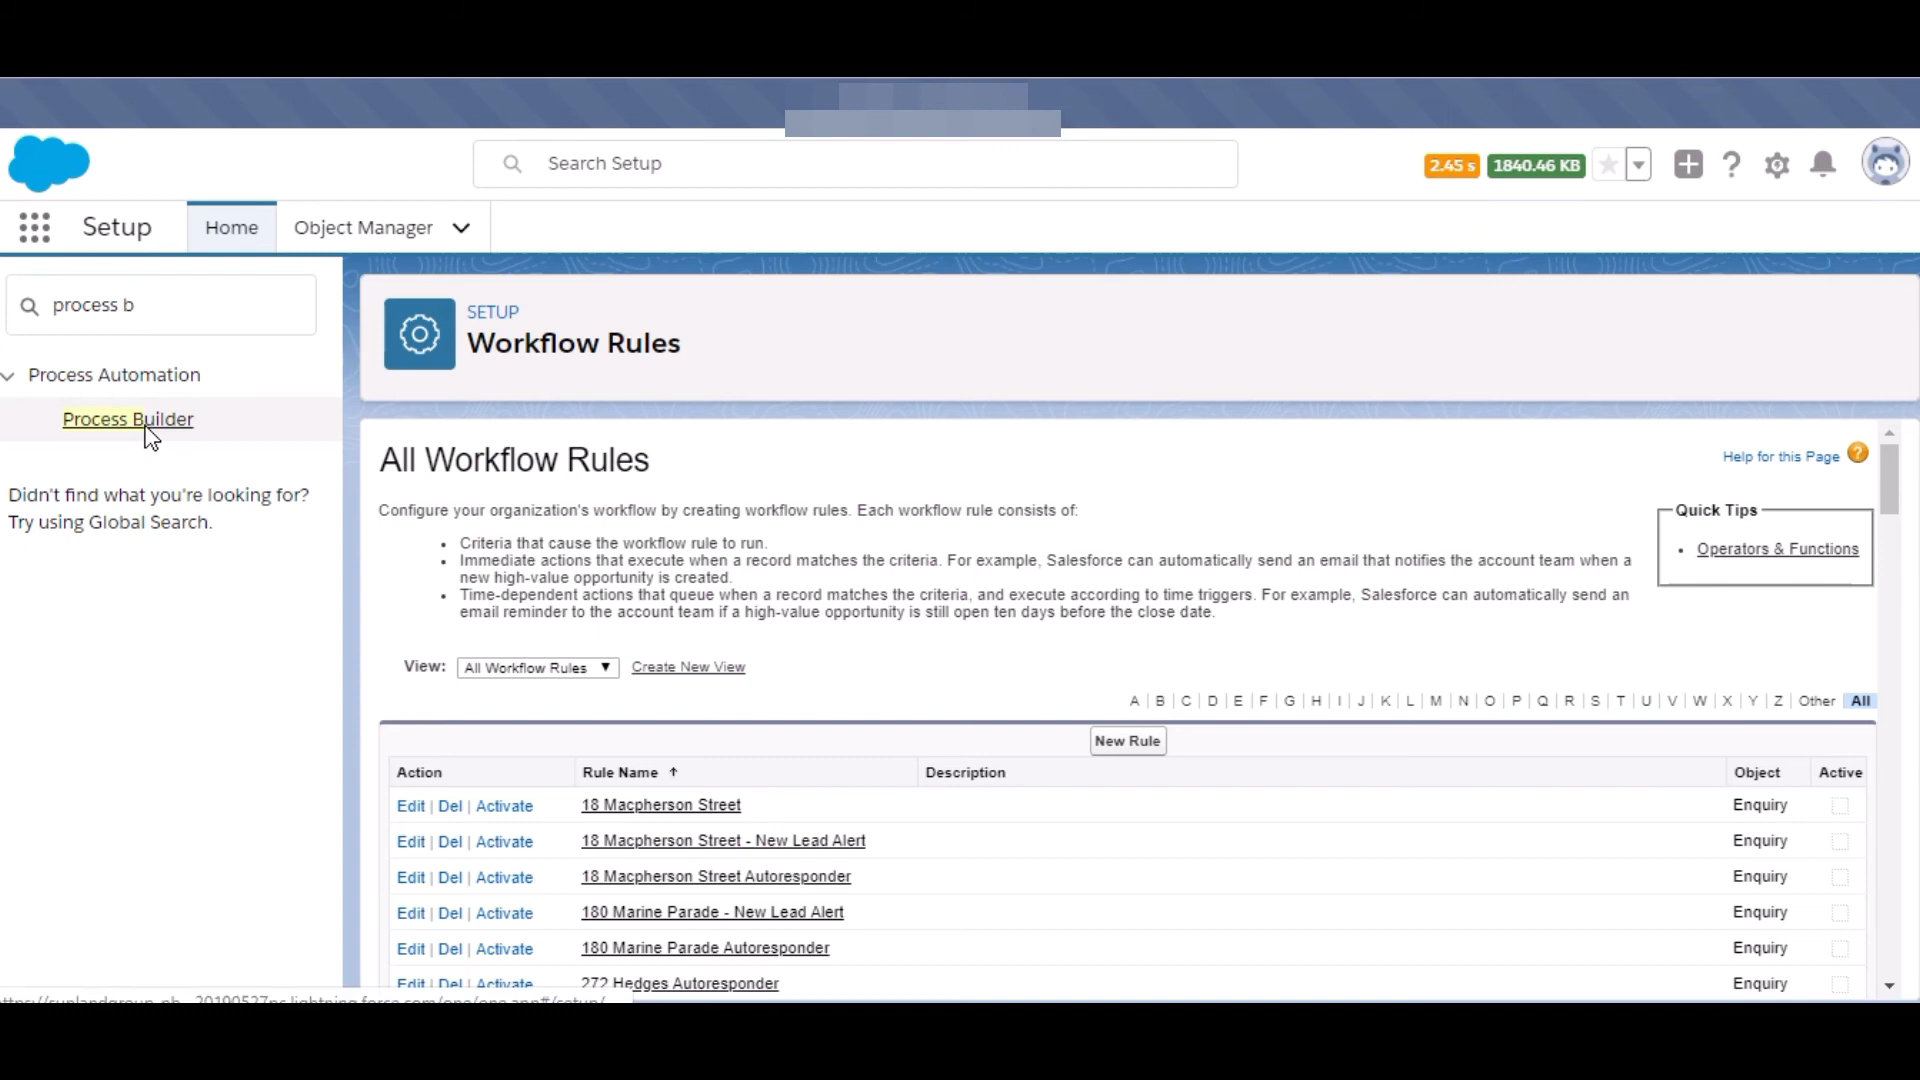 Search Setup
2.45 s
1840.46 KB
Setup
Home
Object Manager
process b
Process Automation
Process Builder
Didn't find what you're looking for?
Try using Global Search.
SETUP
Workflow Rules
All Workflow Rules
Help for this Page
?
Configure your organization's workflow by creating workflow rules. Each workflow rule consists of:
• Criteria that cause the workflow rule to run.
• Immediate actions that execute when a record matches the criteria. For example, Salesforce can automatically send an email that notifies the account team when a
new high-value opportunity is created.
• Time-dependent actions that queue when a record matches the criteria, and execute according to time triggers. For example, Salesforce can automatically send an
email reminder to the account team if a high-value opportunity is still open ten days before the close date.
Quick Tips
• Operators & Functions
View: All Workflow Rules ▼ Create New View
A | B | C | D | E | F | G | H | I | J | K | L | M | N | O | P | Q | R | S | T | U | V | W | X | Y | Z | Other All
New Rule
Action Rule Name ↑ Description Object Active
Edit | Del | Activate 18 Macpherson Street Enquiry
Edit | Del | Activate 18 Macpherson Street - New Lead Alert Enquiry
Edit | Del | Activate 18 Macpherson Street Autoresponder Enquiry
Edit | Del | Activate 180 Marine Parade - New Lead Alert Enquiry
Edit | Del | Activate 180 Marine Parade Autoresponder Enquiry
Edit | Del | Activate 272 Hedges Autoresponder Enquiry